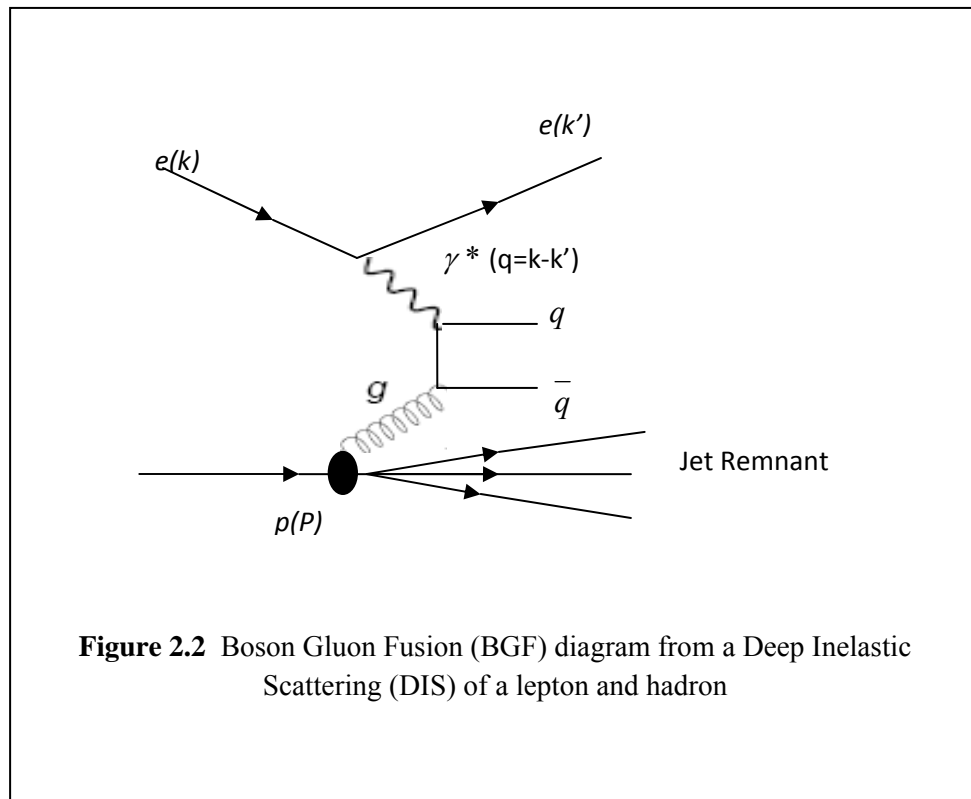 e(k’)
e(k)
γ * (q=k-k’)
q
q̅
g
Jet Remnant
p(P)
Figure 2.2 Boson Gluon Fusion (BGF) diagram from a Deep Inelastic
Scattering (DIS) of a lepton and hadron